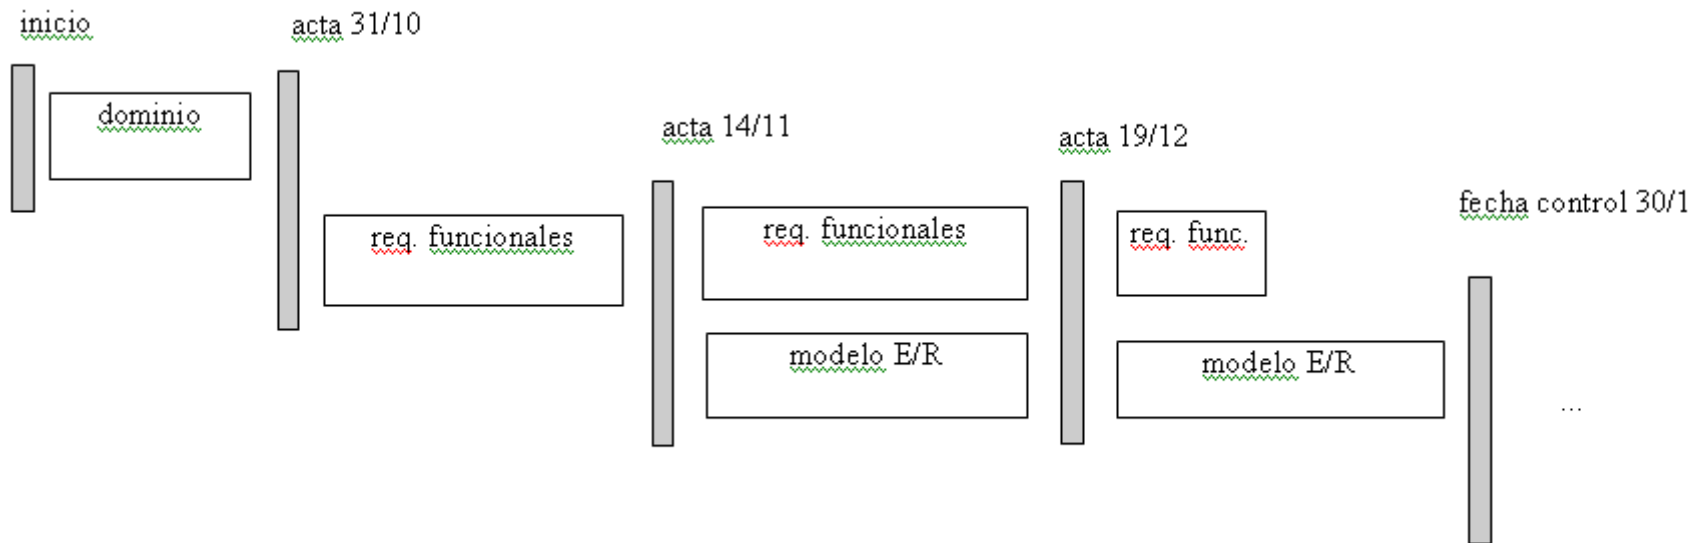 inicio
acta 31/10
dominio
acta 14/11
acta 19/12
fecha control 30/1
req. funcionales
req. funcionales
req. func.
modelo E/R
modelo E/R
...